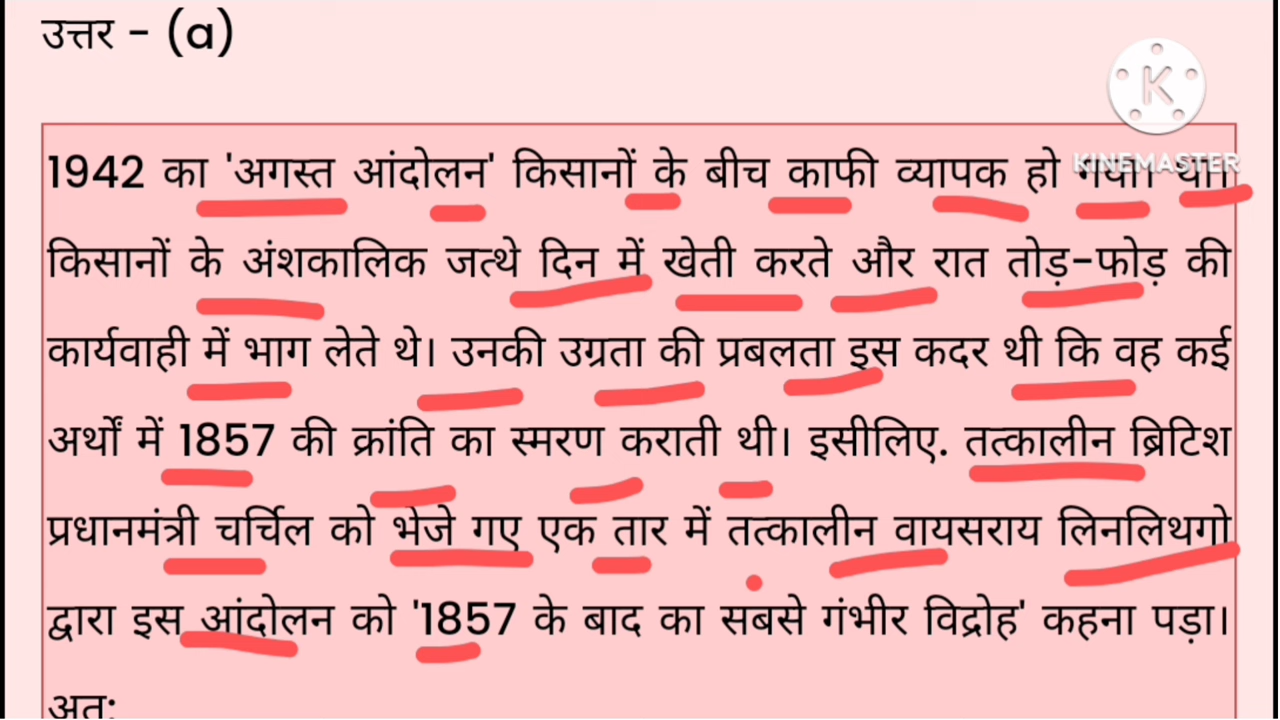 उत्तर - (a)
KINEMASTER
1942 का 'अगस्त आंदोलन' किसानों के बीच काफी व्यापक हो गया। था।
किसानों के अंशकालिक जत्थे दिन में खेती करते और रात तोड़-फोड़ की
कार्यवाही में भाग लेते थे। उनकी उग्रता की प्रबलता इस कदर थी कि वह कई
अर्थों में 1857 की क्रांति का स्मरण कराती थी। इसीलिए. तत्कालीन ब्रिटिश
प्रधानमंत्री चर्चिल को भेजे गए एक तार में तत्कालीन वायसराय लिनलिथगो
द्वारा इस आंदोलन को '1857 के बाद का सबसे गंभीर विद्रोह' कहना पड़ा।
अत: